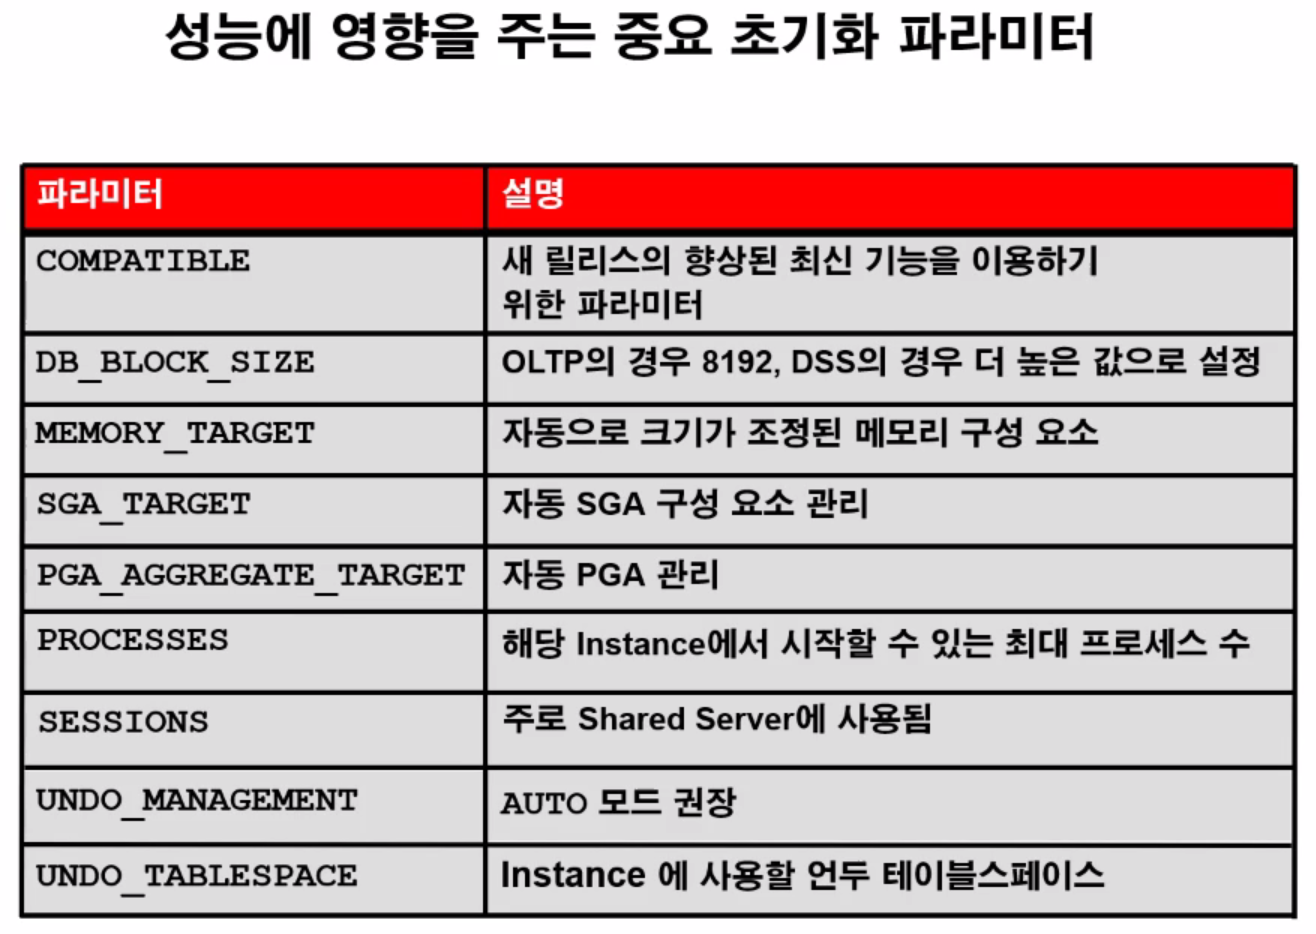 성능에 영향을 주는 중요 초기화 파라미터
파라미터
설명
COMPATIBLE
새 릴리스의 향상된 최신 기능을 이용하기
위한 파라미터
DB_BLOCK_SIZE
OLTP의 경우 8192, DSS의 경우 더 높은 값으로 설정
MEMORY_TARGET
자동으로 크기가 조정된 메모리 구성 요소
SGA_TARGET
자동 SGA 구성 요소 관리
PGA_AGGREGATE_TARGET
자동 PGA 관리
PROCESSES
해당 Instance에서 시작할 수 있는 최대 프로세스 수
SESSIONS
주로 Shared Server에 사용됨
UNDO_MANAGEMENT
AUTO 모드 권장
UNDO_TABLESPACE
Instance 에 사용할 언두 테이블스페이스